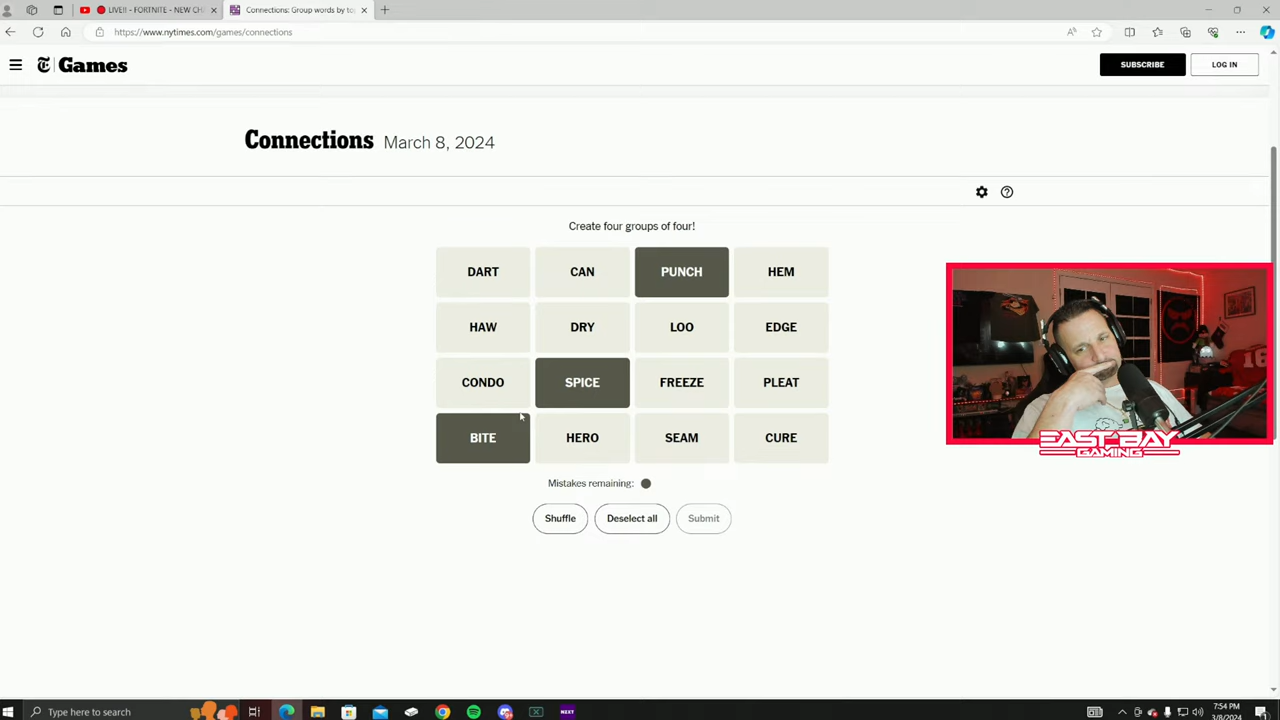 LIVE!! - FORTNITE - NEW CH
Connections: Group words by to
https://www.nytimes.com/games/connections
Games
SUBSCRIBE
LOG IN
Connections March 8, 2024
Create four groups of four!
DART CAN PUNCH HEM
HAW DRY LOO EDGE
CONDO SPICE FREEZE PLEAT
BITE HERO SEAM CURE
Mistakes remaining:
Shuffle Deselect all Submit
EAST BAY
GAMING
Type here to search
NEXT
7:54 PM
3/8/2024